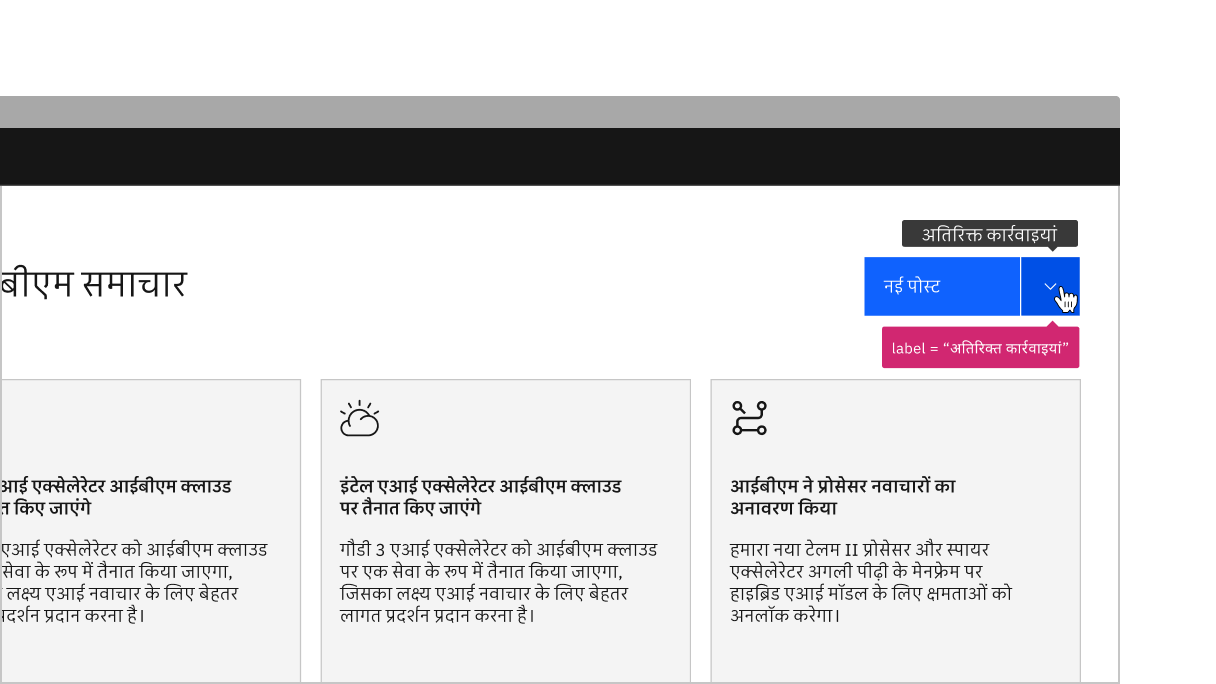 अतिरिक्त कार्रवाइयां
बीएम समाचार
नई पोस्ट
label = “अतिरिक्त कार्रवाइयां”
आई एक्सेलेरेटर आईबीएम क्लाउड
त किए जाएंगे
एआई एक्सेलेरेटर को आईबीएम क्लाउड
सेवा के रूप में तैनात किया जाएगा,
लक्ष्य एआई नवाचार के लिए बेहतर
प्रदर्शन प्रदान करना है।
इंटेल एआई एक्सेलेरेटर आईबीएम क्लाउड
पर तैनात किए जाएंगे
गौडी 3 एआई एक्सेलेरेटर को आईबीएम क्लाउड
पर एक सेवा के रूप में तैनात किया जाएगा,
जिसका लक्ष्य एआई नवाचार के लिए बेहतर
लागत प्रदर्शन प्रदान करना है।
आईबीएम ने प्रोसेसर नवाचारों का
अनावरण किया
हमारा नया टेलम II प्रोसेसर और स्पायर
एक्सेलेरेटर अगली पीढ़ी के मेनफ्रेम पर
हाइब्रिड एआई मॉडल के लिए क्षमताओं को
अनलॉक करेगा।